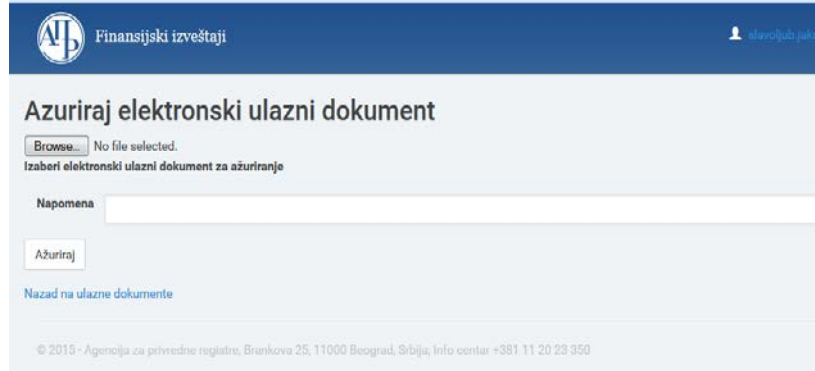 АПР
Finansijski izveštaji
Azuriraj elektronski ulazni dokument
Browse... No file selected.
Izaberi elektronski ulazni dokument za ažuriranje
Napomena
Ažuriraj
Nazad na ulazne dokumente
© 2015 - Agencija za privredne registre, Brankova 25, 11000 Beograd, Srbija; Info centar +381 11 20 23 350